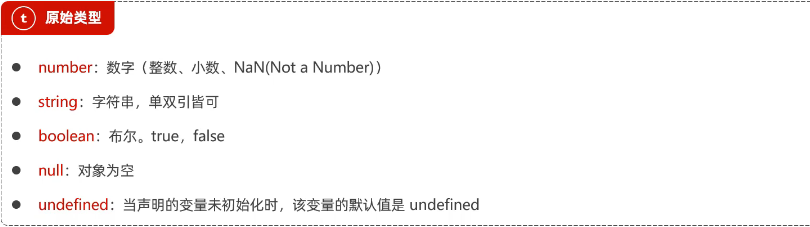 t 原始类型
● number：数字（整数、小数、NaN(Not a Number)）
● string：字符串，单双引皆可
● boolean：布尔。true，false
● null：对象为空
● undefined：当声明的变量未初始化时，该变量的默认值是 undefined